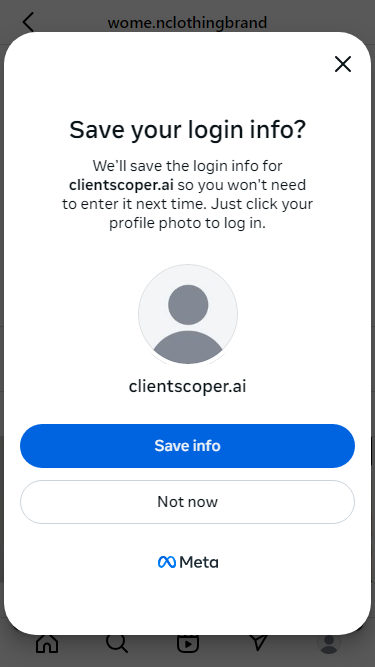 wome.nclothingbrand
Save your login info?
We'll save the login info for
clientscoper.ai so you won't need
to enter it next time. Just click your
profile photo to log in.
clientscoper.ai
Save info
Not now
Meta